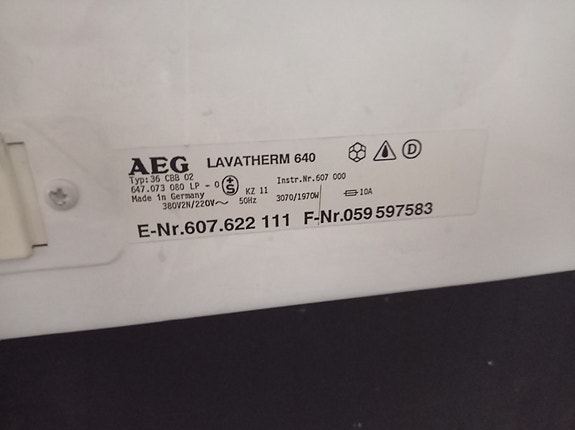 AEG LAVATHERM 640 D
Typ:36 CBB 02
647.073 080 LP - 0 S KZ 11 Instr.Nr.607 000
Made in Germany 3070/1970W 10A
380V2N/220V~ 50Hz
E-Nr.607.622 111 F-Nr.059 597583